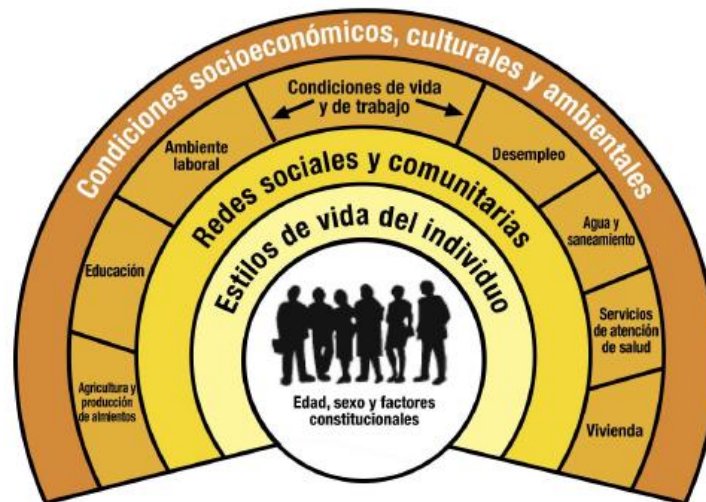 Condiciones socioeconómicos, culturales y ambientales
Condiciones de vida
y de trabajo
Ambiente
laboral
Desempleo
Redes sociales y comunitarias
Agua y
saneamiento
Educación
Estilos de vida del individuo
Servicios
de atención
de salud
Agricultura y
producción
de almientos
Edad, sexo y factores
constitucionales
Vivienda